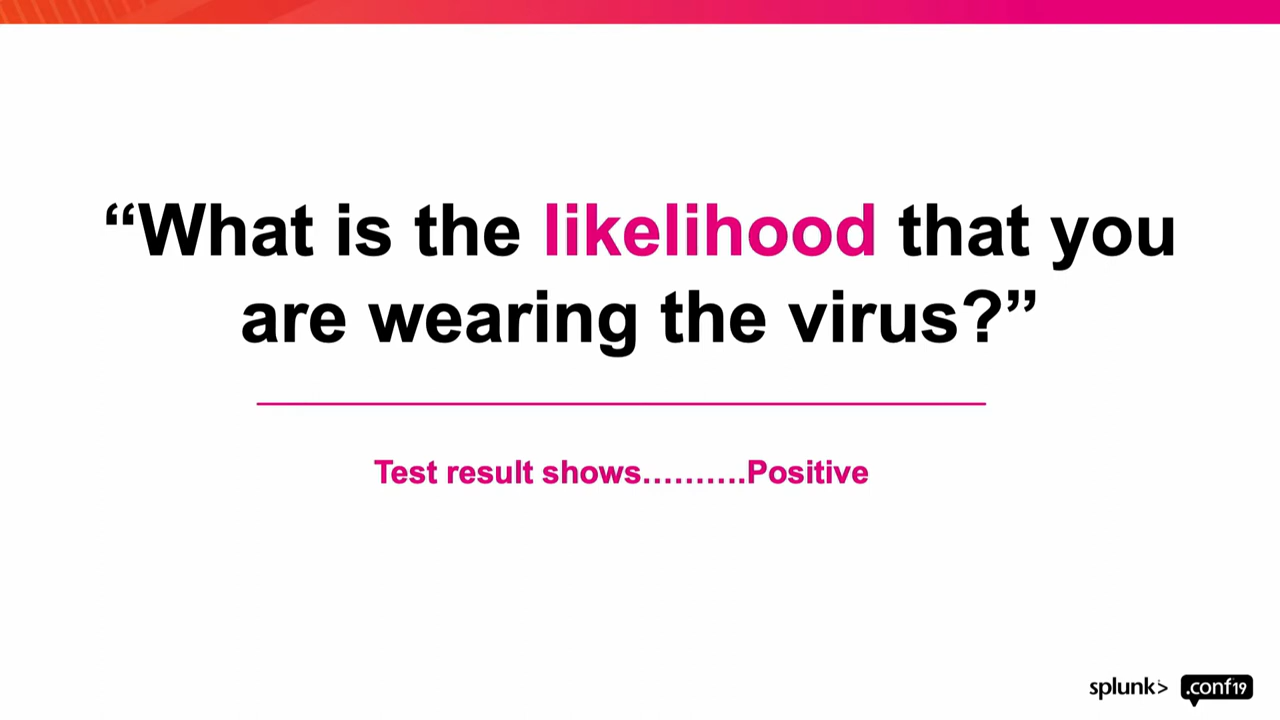 “What is the likelihood that you
are wearing the virus?”
Test result shows……….Positive
splunk> .conf19